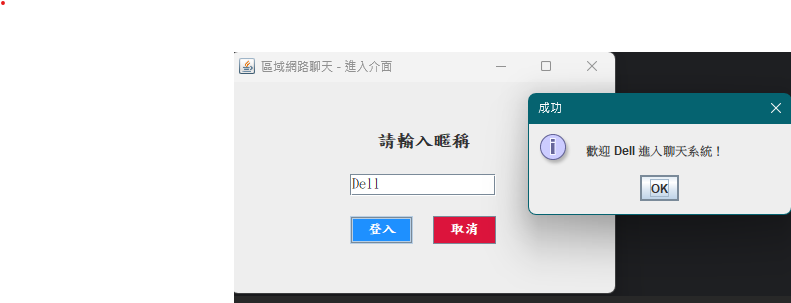 區域網路聊天 - 進入介面
請輸入暱稱
Dell
登入
取消
成功
歡迎 Dell 進入聊天系統！
OK